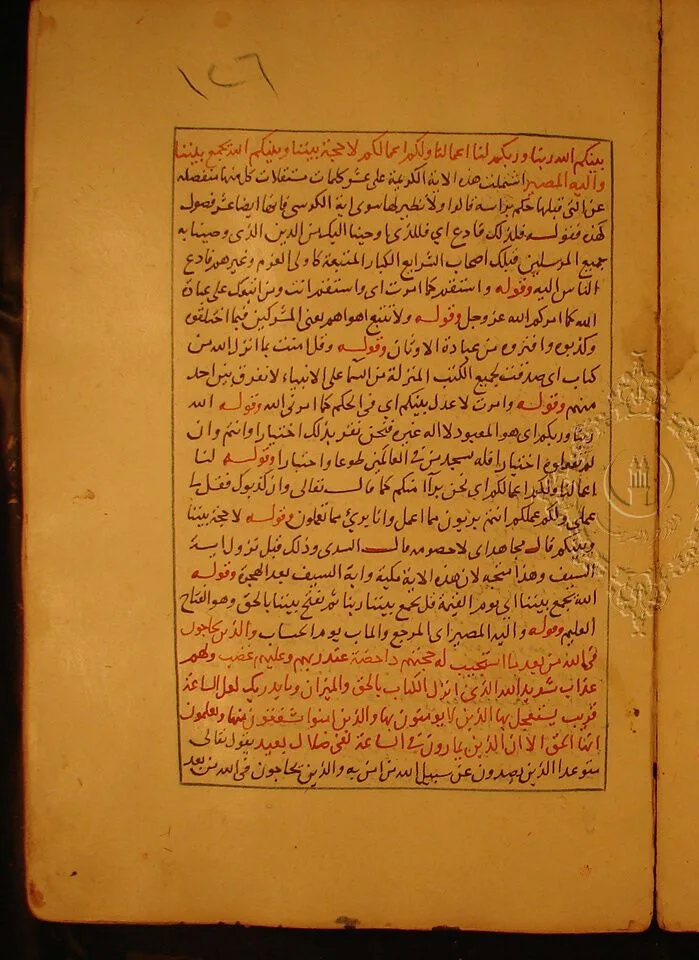 ١٤٦
بينكم الله ربنا وربكم لنا اعمالنا ولكم اعمالكم لا حجة بيننا وبينكم الله يجمع بيننا
واليه المصير اشتملت هذه الاية الكريمة على عشر كلمات مستقلات كل منها منفصله
عن التي قبلها حكم براسه قالوا ولا نظير لها سوى اية الكرسي فانها ايضا عشر فصول
كهذه فقوله فلذلك فادع اي فللذي اوحينا اليك من الدين الذي وصينا به
جميع المرسلين قبلك اصحاب الشرايع الكبار المتبعة كاولي العزم وغيرهم فادع
الناس اليه وقوله واستقم كما امرت اي واستقم انت ومن اتبعك على عبادة
الله كما امركم الله عز وجل وقوله ولا تتبع اهواهم يعني المشركين فيما اختلقوه
وكذبوه وافتروه من عبادة الاوثان وقوله وقل امنت بما انزل الله من
كتاب اي صدقت بجميع الكتب المنزلة من السما على الانبياء لا نفرق بين احد
منهم وقوله وامرت لاعدل بينكم اي في الحكم كما امرني الله وقوله الله
ربنا وربكم اي هو المعبود لا اله غيره فنحن نقر بذلك اختيارا وانتم وان
لم تفعلوه اختيارا فله يسجد من في العالمين طوعا واختيارا وقوله لنا
اعمالنا ولكم اعمالكم اي نحن برآا منكم كما قال تعالى وان كذبوك فقل لي
عملي ولكم عملكم انتم بريون مما اعمل وانا بريء مما تعملون وقوله لا حجة بيننا
وبينكم قال مجاهد اي لا خصومه قال السدي وذلك قبل نزول اية
السيف وهذا متجه لان هذه الاية مكية واية السيف بعد الهجرة وقوله
الله يجمع بيننا اي يوم القيمة قل يجمع بيننا ربنا ثم يفتح بيننا بالحق وهو الفتاح
العليم وقوله واليه المصير اي المرجع والماب يوم الحساب والذين يحاجون
في الله من بعد ما استجيب له حجتهم داحضة عند ربهم وعليهم غضب ولهم
عذاب شديد الله الذي انزل الكتاب بالحق والميزان وما يدريك لعل الساعة
قريب يستعجل بها الذين لا يومنون بها والذين امنوا مشفقون منها ويعلمون
انها الحق الا ان الذين يمارون في الساعة لفي ضلال بعيد يقول تعالى
متوعدا الذين يصدون عن سبيل الله من امن به والذين يحاجون في الله من بعد